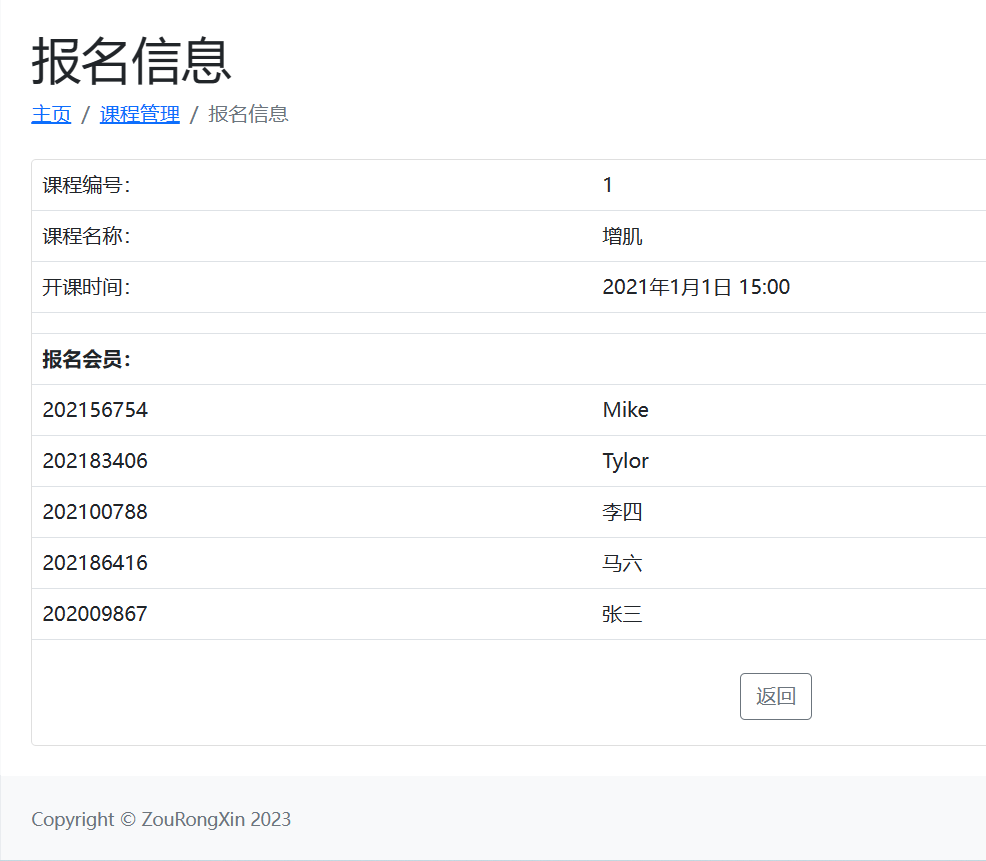 报名信息
主页 / 课程管理 / 报名信息
课程编号： 1
课程名称： 增肌
开课时间： 2021年1月1日 15:00
报名会员：
202156754 Mike
202183406 Tylor
202100788 李四
202186416 马六
202009867 张三
返回
Copyright © ZouRongXin 2023